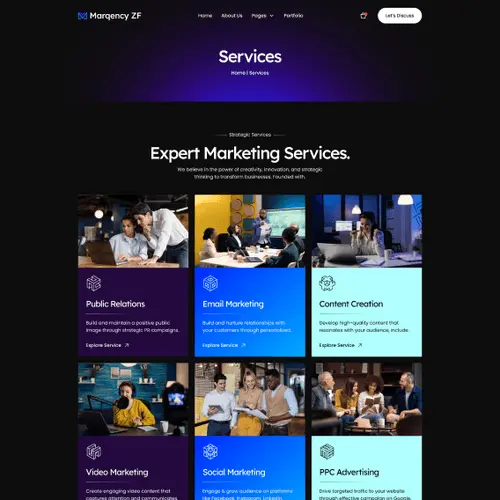 Marqency ZF
Home About Us Pages Portfolio
Let's Discuss
Services
Home | Services
Strategic Services
Expert Marketing Services.
We believe in the power of creativity, innovation, and strategic
thinking to transform businesses, Founded with.
Public Relations
Build and maintain a positive public
image through strategic PR campaigns.
Explore Service
Email Marketing
Build and nurture relationships with
your customers through personalized.
Explore Service
Content Creation
Develop high-quality content that
resonates with your audience, include.
Explore Service
Video Marketing
Create engaging video content that
captures attention and communicates
Social Marketing
Engage & grow audience on platforms
like Facebook, Instagram, LinkedIn,
PPC Advertising
Drive targeted traffic to your website
through effective campaign on Google,